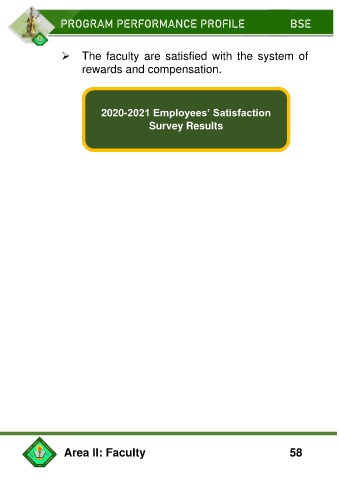 PROGRAM PERFORMANCE PROFILE BSE
➢ The faculty are satisfied with the system of
rewards and compensation.
2020-2021 Employees’ Satisfaction
Survey Results
Area II: Faculty 58